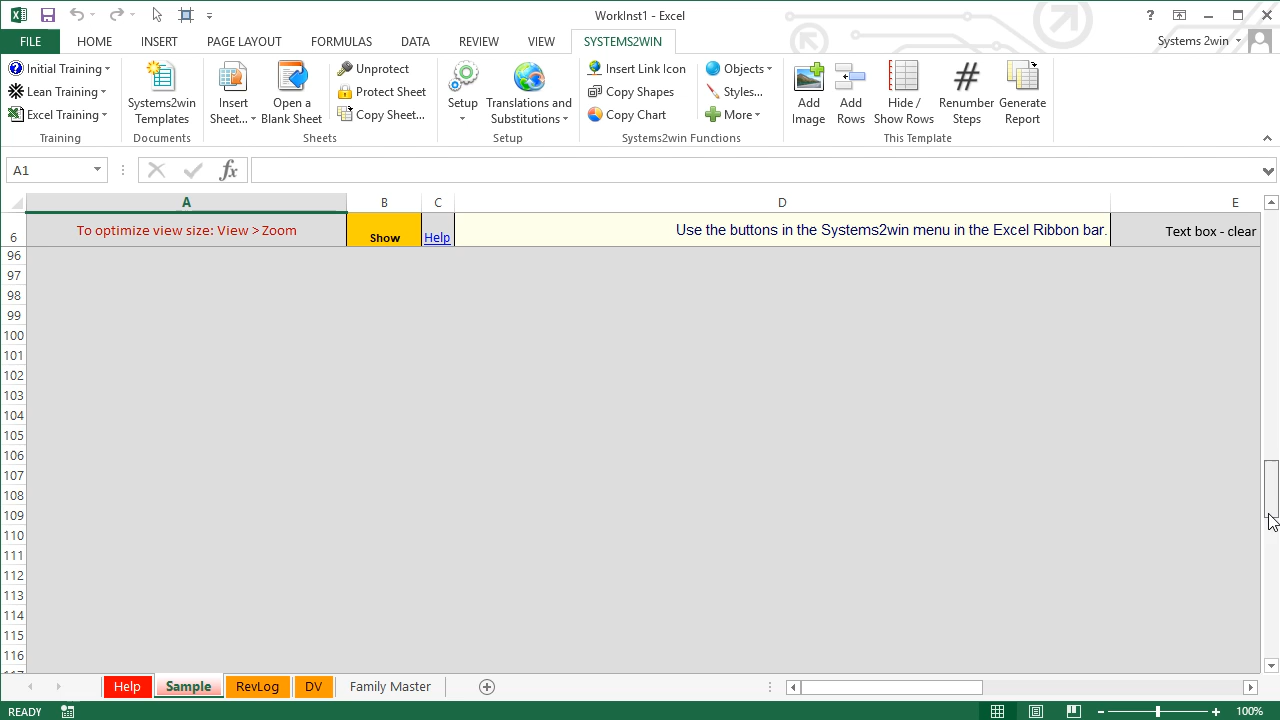 WorkInst1 - Excel
?
FILE HOME INSERT PAGE LAYOUT FORMULAS DATA REVIEW VIEW SYSTEMS2WIN Systems 2win
Initial Training
Lean Training
Excel Training
Training
Systems2win
Templates
Documents
Insert
Sheet...
Open a
Blank Sheet
Unprotect
Protect Sheet
Copy Sheet...
Sheets
Setup
Translations and
Substitutions
Setup
Insert Link Icon
Copy Shapes
Copy Chart
Objects
Styles...
More
Systems2win Functions
Add
Image
Add
Rows
Hide /
Show Rows
#
Renumber
Steps
Generate
Report
This Template
A1
fx
A B C D E
6 To optimize view size: View > Zoom Show Help Use the buttons in the Systems2win menu in the Excel Ribbon bar. Text box - clear
96
97
98
99
100
101
102
103
104
105
106
107
108
109
110
111
112
113
114
115
116
Help Sample RevLog DV Family Master
READY 100%